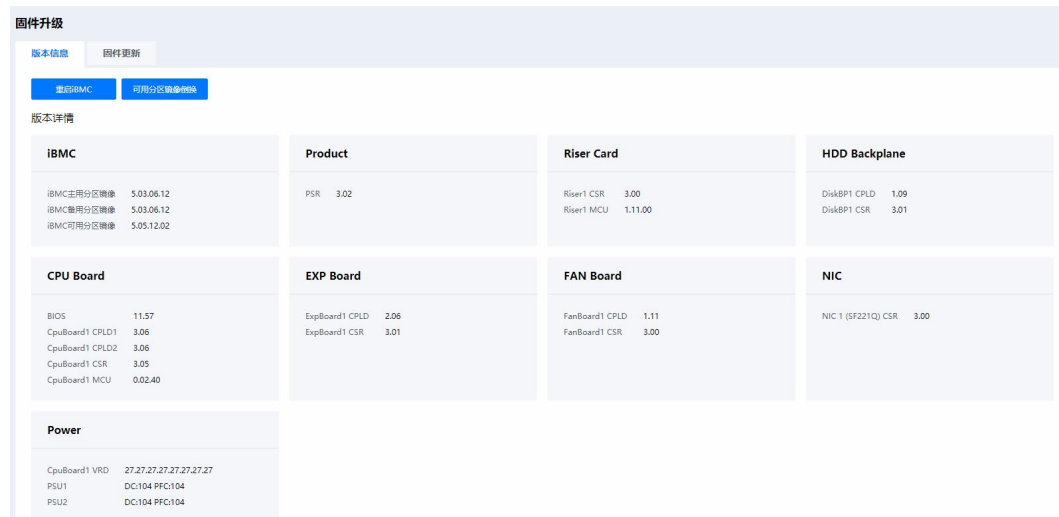 固件升级
版本信息 固件更新
重启iBMC 可用分区镜像倒换
版本详情
iBMC
iBMC主用分区镜像 5.03.06.12
iBMC备用分区镜像 5.03.06.12
iBMC可用分区镜像 5.05.12.02
Product
PSR 3.02
Riser Card
Riser1 CSR 3.00
Riser1 MCU 1.11.00
HDD Backplane
DiskBP1 CPLD 1.09
DiskBP1 CSR 3.01
CPU Board
BIOS 11.57
CpuBoard1 CPLD1 3.06
CpuBoard1 CPLD2 3.06
CpuBoard1 CSR 3.05
CpuBoard1 MCU 0.02.40
EXP Board
ExpBoard1 CPLD 2.06
ExpBoard1 CSR 3.01
FAN Board
FanBoard1 CPLD 1.11
FanBoard1 CSR 3.00
NIC
NIC 1 (SF221Q) CSR 3.00
Power
CpuBoard1 VRD 27.27.27.27.27.27.27.27
PSU1 DC:104 PFC:104
PSU2 DC:104 PFC:104